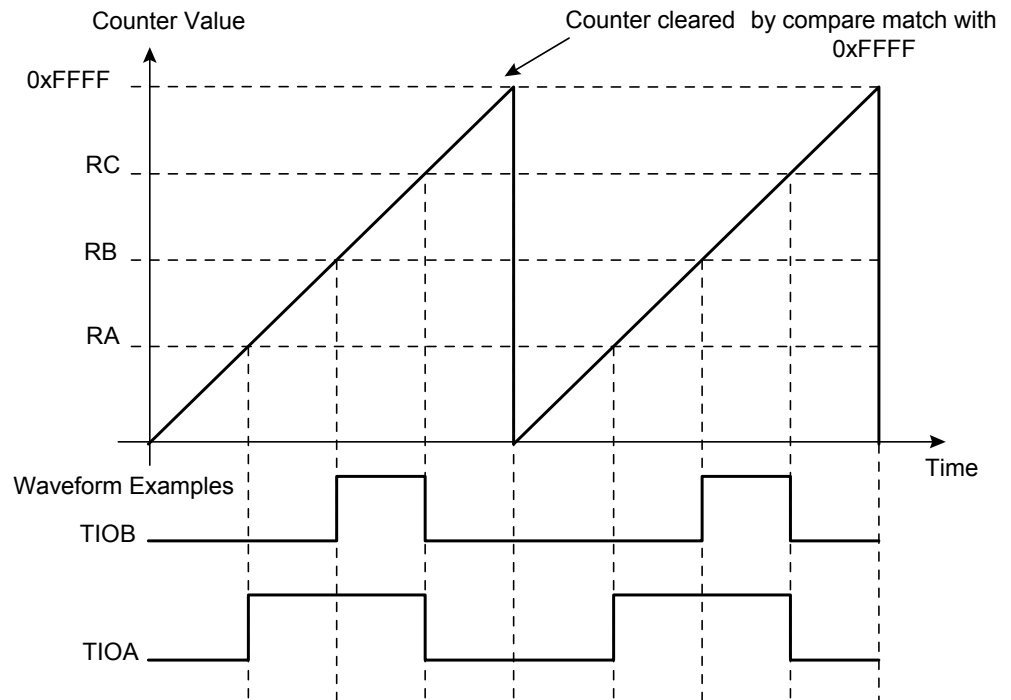 Counter Value
Counter cleared by compare match with
0xFFFF
0xFFFF
RC
RB
RA
Time
Waveform Examples
TIOB
TIOA